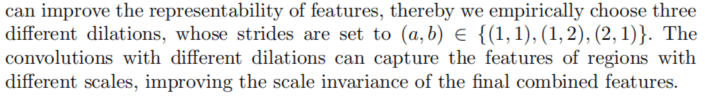 can improve the representability of features, thereby we empirically choose three
different dilations, whose strides are set to (a, b) ∈ {(1, 1), (1, 2), (2, 1)}. The
convolutions with different dilations can capture the features of regions with
different scales, improving the scale invariance of the final combined features.